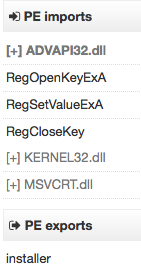 PE imports
[+] ADVAPI32.dll
RegOpenKeyExA
RegSetValueExA
RegCloseKey
[+] KERNEL32.dll
[+] MSVCRT.dll
PE exports
installer